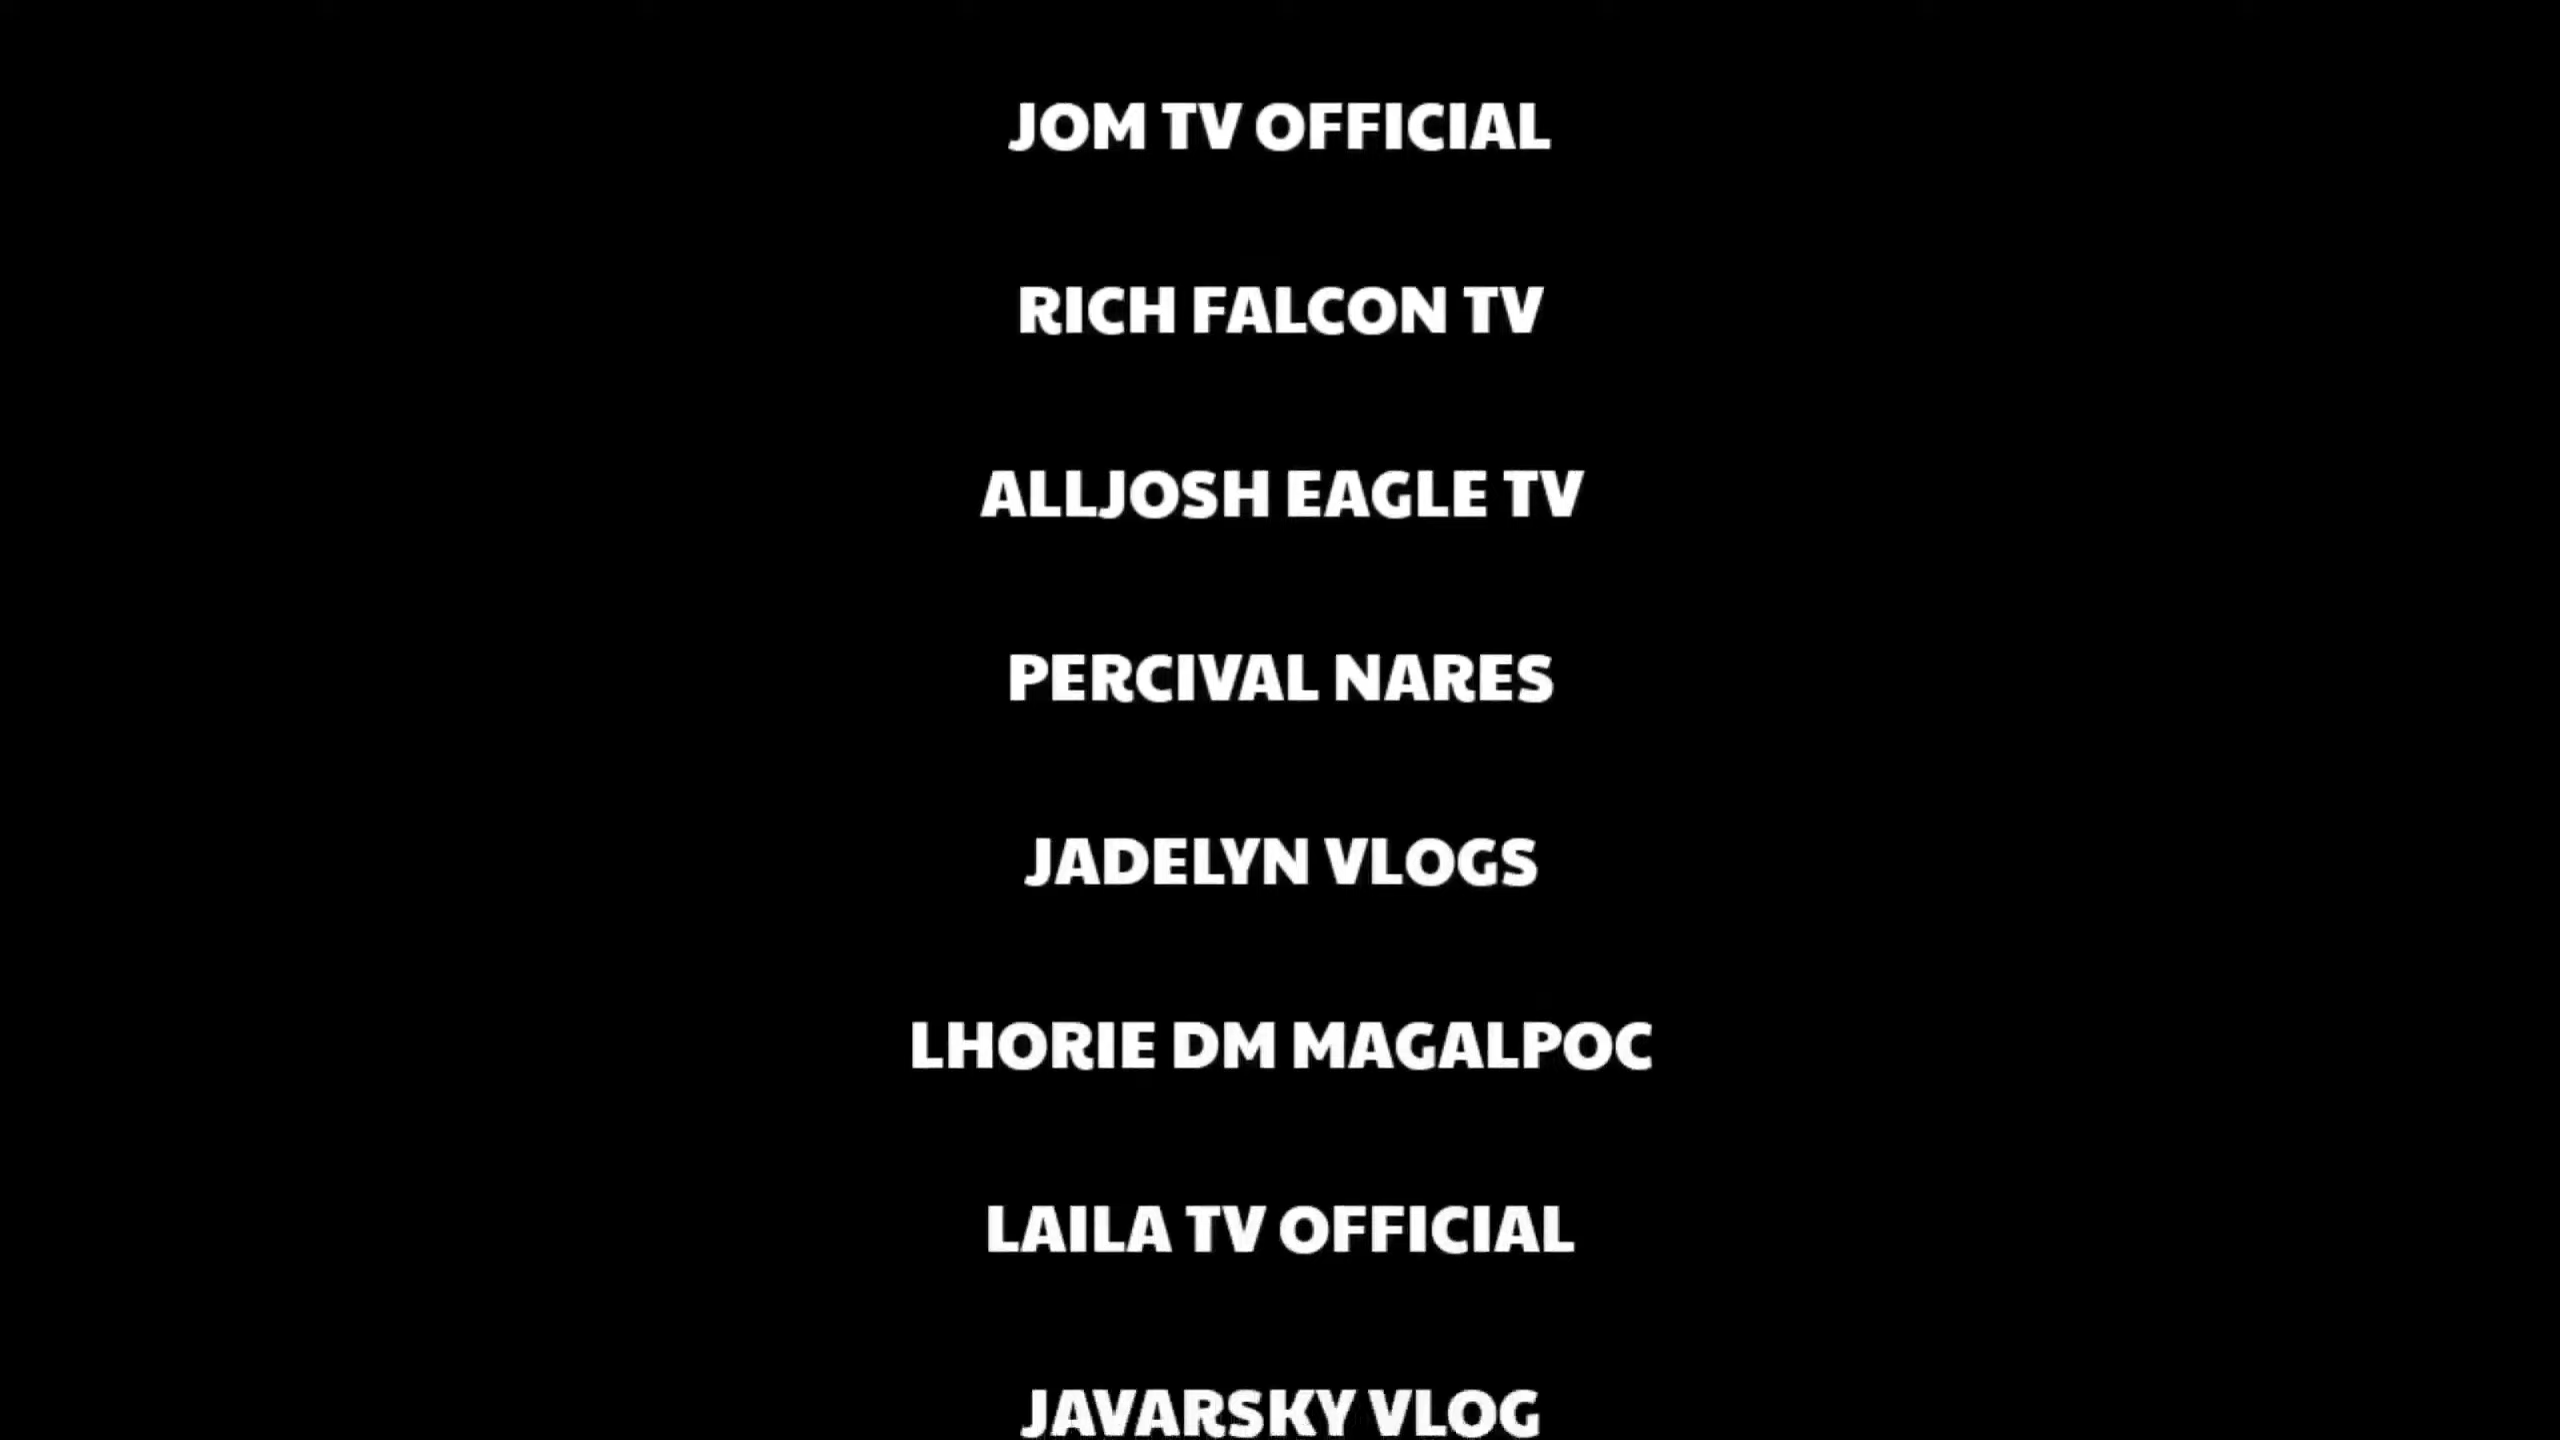 JOM TV OFFICIAL
RICH FALCON TV
ALLJOSH EAGLE TV
PERCIVAL NARES
JADELYN VLOGS
LHORIE DM MAGALPOC
LAILA TV OFFICIAL
JAVARSKY VLOG